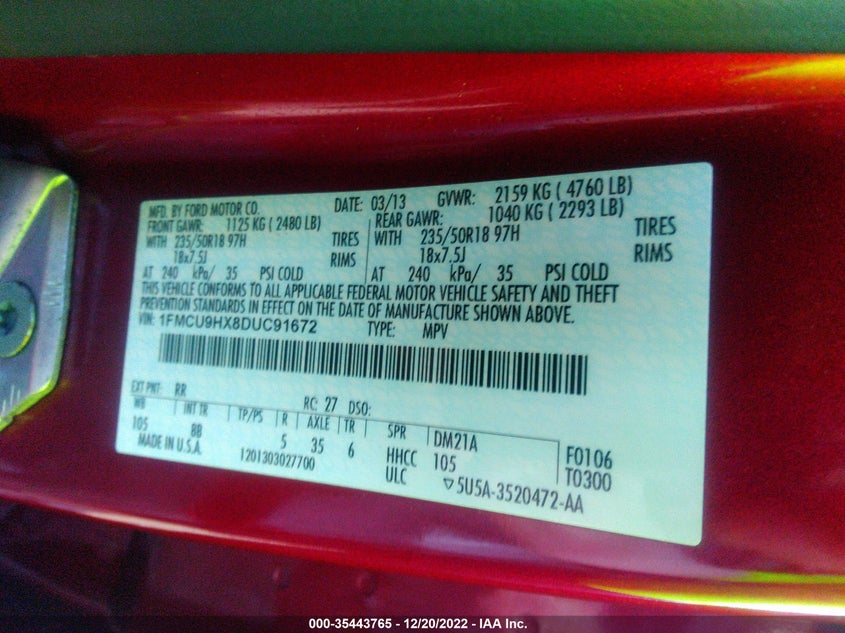 MFD. BY FORD MOTOR CO. DATE: 03/13 GVWR: 2159 KG ( 4760 LB)
FRONT GAWR: 1125 KG ( 2480 LB) REAR GAWR: 1040 KG ( 2293 LB)
WITH 235/50R18 97H TIRES WITH 235/50R18 97H TIRES
18x7.5J RIMS 18x7.5J RIMS
AT 240 kPa/ 35 PSI COLD AT 240 kPa/ 35 PSI COLD
THIS VEHICLE CONFORMS TO ALL APPLICABLE FEDERAL MOTOR VEHICLE SAFETY AND THEFT
PREVENTION STANDARDS IN EFFECT ON THE DATE OF MANUFACTURE SHOWN ABOVE.
VIN: 1FMCU9HX8DUC91672 TYPE: MPV
EXT PNT: RR RC: 27 DSO:
WB INT TR TP/PS R AXLE TR SPR DM21A F0106
105 BB 5 35 6 HHCC 105 T0300
MADE IN U.S.A. 1201303027700 ULC ▽5U5A-3520472-AA
000-35443765 - 12/20/2022 - IAA Inc.